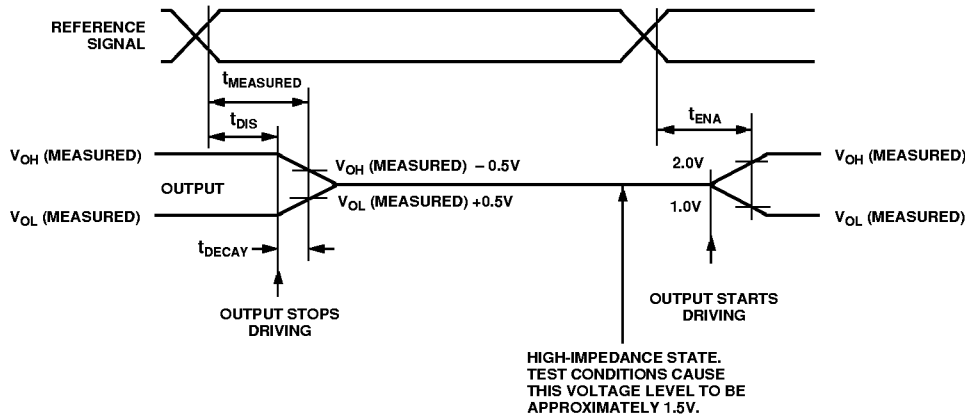 REFERENCE
SIGNAL
tMEASURED
tDIS
tENA
VOH (MEASURED)
VOH (MEASURED) – 0.5V
2.0V
VOH (MEASURED)
OUTPUT
VOL (MEASURED) +0.5V
1.0V
VOL (MEASURED)
VOL (MEASURED)
tDECAY
OUTPUT STOPS
DRIVING
OUTPUT STARTS
DRIVING
HIGH-IMPEDANCE STATE.
TEST CONDITIONS CAUSE
THIS VOLTAGE LEVEL TO BE
APPROXIMATELY 1.5V.